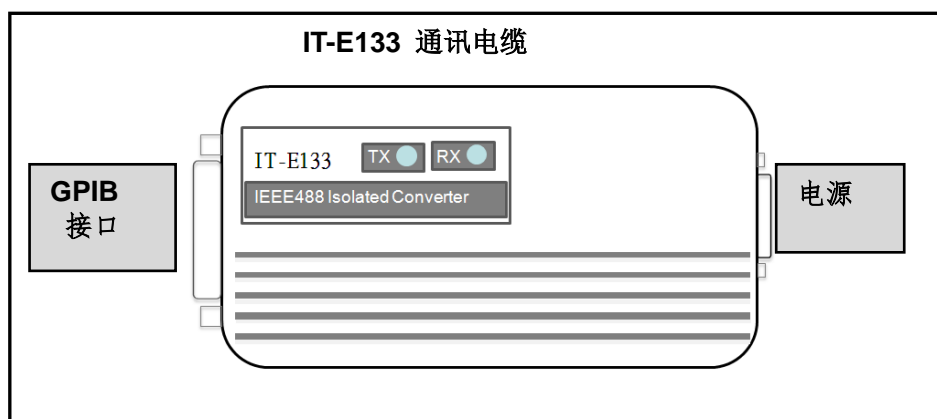 IT-E133 通讯电缆
IT-E133 TX RX
IEEE488 Isolated Converter
GPIB
接口
电源